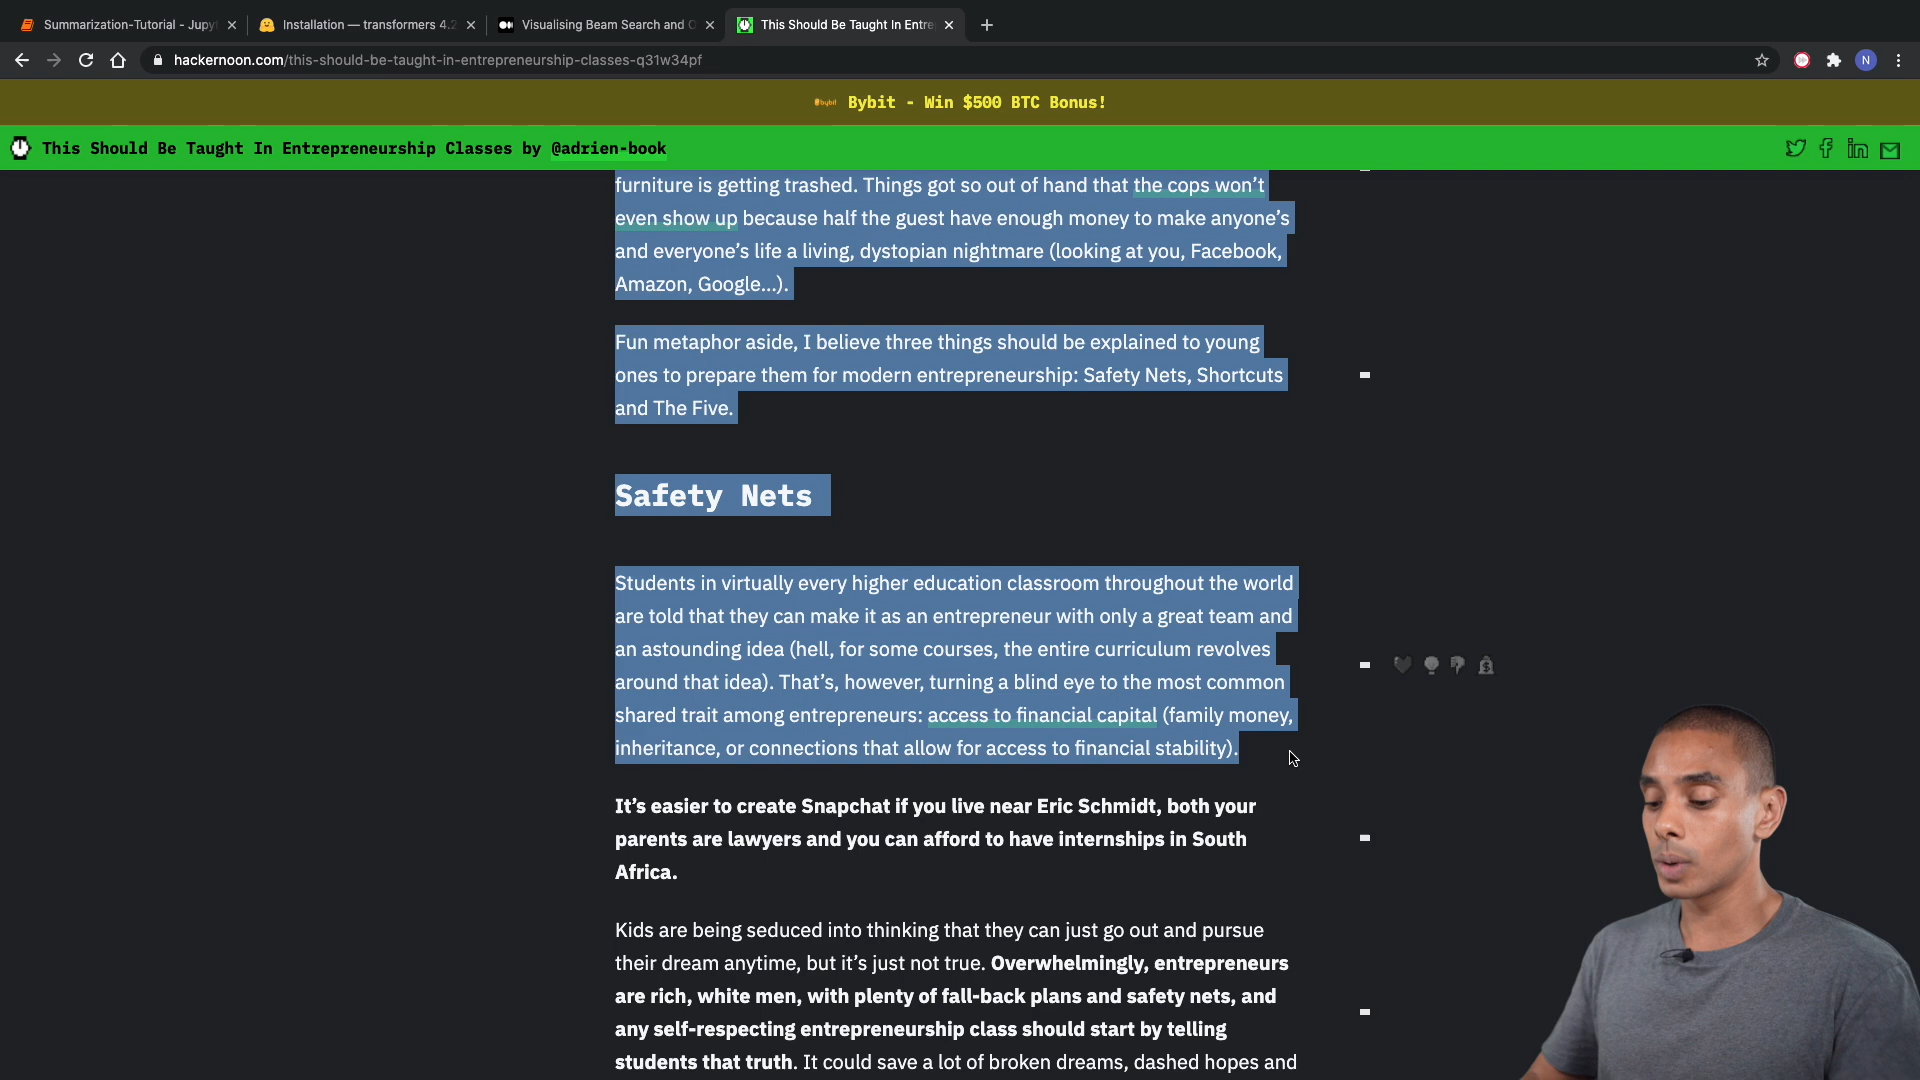 Summarization-Tutorial - Jupyt
Installation — transformers 4.2
Visualising Beam Search and O
This Should Be Taught In Entre
hackernoon.com/this-should-be-taught-in-entrepreneurship-classes-q31w34pf
N
bybit Bybit - Win $500 BTC Bonus!
This Should Be Taught In Entrepreneurship Classes by @adrien-book
furniture is getting trashed. Things got so out of hand that the cops won’t
even show up because half the guest have enough money to make anyone’s
and everyone’s life a living, dystopian nightmare (looking at you, Facebook,
Amazon, Google…).
Fun metaphor aside, I believe three things should be explained to young
ones to prepare them for modern entrepreneurship: Safety Nets, Shortcuts
and The Five.
Safety Nets
Students in virtually every higher education classroom throughout the world
are told that they can make it as an entrepreneur with only a great team and
an astounding idea (hell, for some courses, the entire curriculum revolves
around that idea). That’s, however, turning a blind eye to the most common
shared trait among entrepreneurs: access to financial capital (family money,
inheritance, or connections that allow for access to financial stability).
It’s easier to create Snapchat if you live near Eric Schmidt, both your
parents are lawyers and you can afford to have internships in South
Africa.
Kids are being seduced into thinking that they can just go out and pursue
their dream anytime, but it’s just not true. Overwhelmingly, entrepreneurs
are rich, white men, with plenty of fall-back plans and safety nets, and
any self-respecting entrepreneurship class should start by telling
students that truth. It could save a lot of broken dreams, dashed hopes and